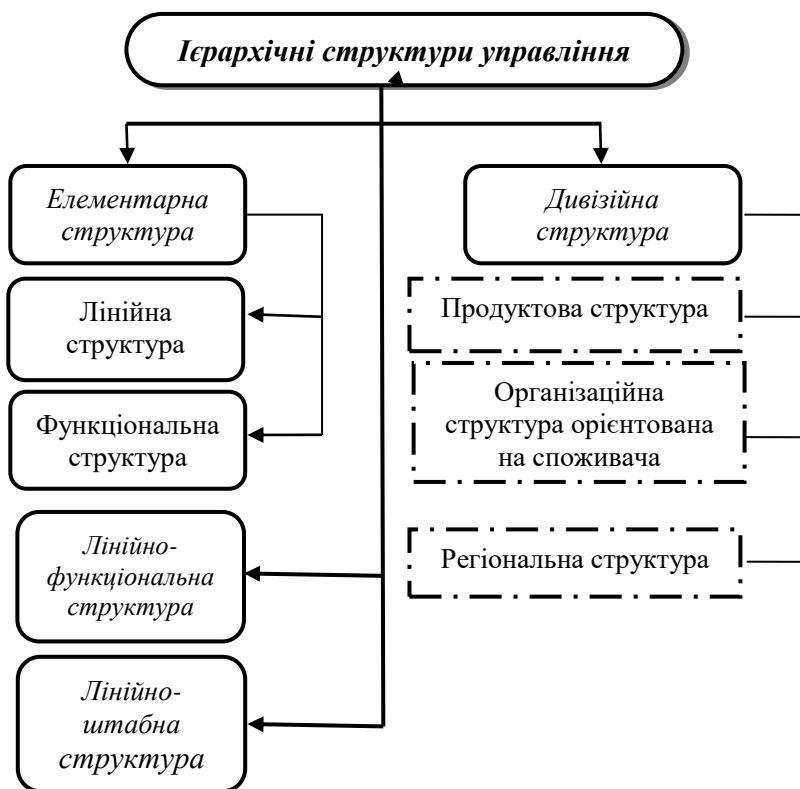 Ієрархічні структури управління
Елементарна
структура
Лінійна
структура
Функціональна
структура
Лінійно-
функціональна
структура
Лінійно-
штабна
структура
Дивізійна
структура
Продуктова структура
Організаційна
структура орієнтована
на споживача
Регіональна структура